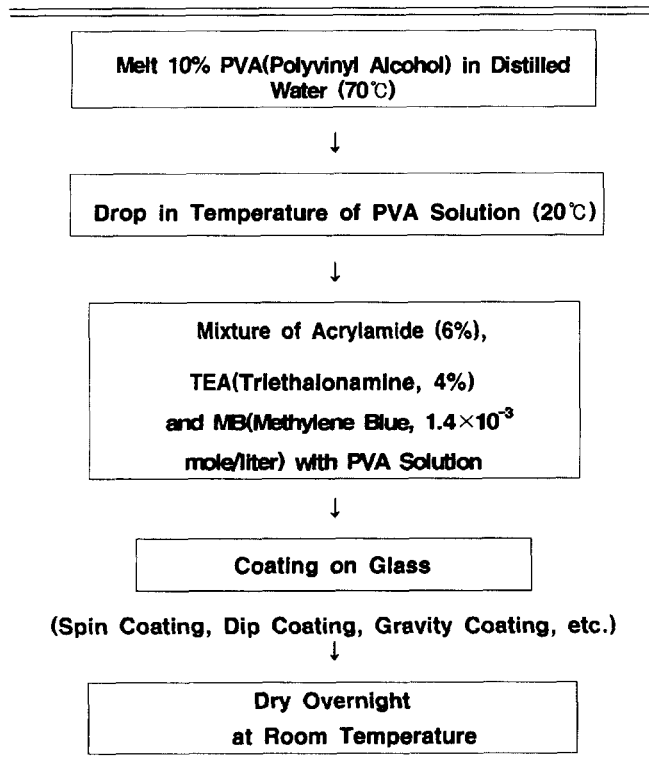 Melt 10% PVA(Polyvinyl Alcohol) in Distilled
Water (70℃)
↓
Drop in Temperature of PVA Solution (20℃)
↓
Mixture of Acrylamide (6%),
TEA(Triethalonamine, 4%)
and MB(Methylene Blue, 1.4×10⁻³
mole/liter) with PVA Solution
↓
Coating on Glass
(Spin Coating, Dip Coating, Gravity Coating, etc.)
↓
Dry Overnight
at Room Temperature